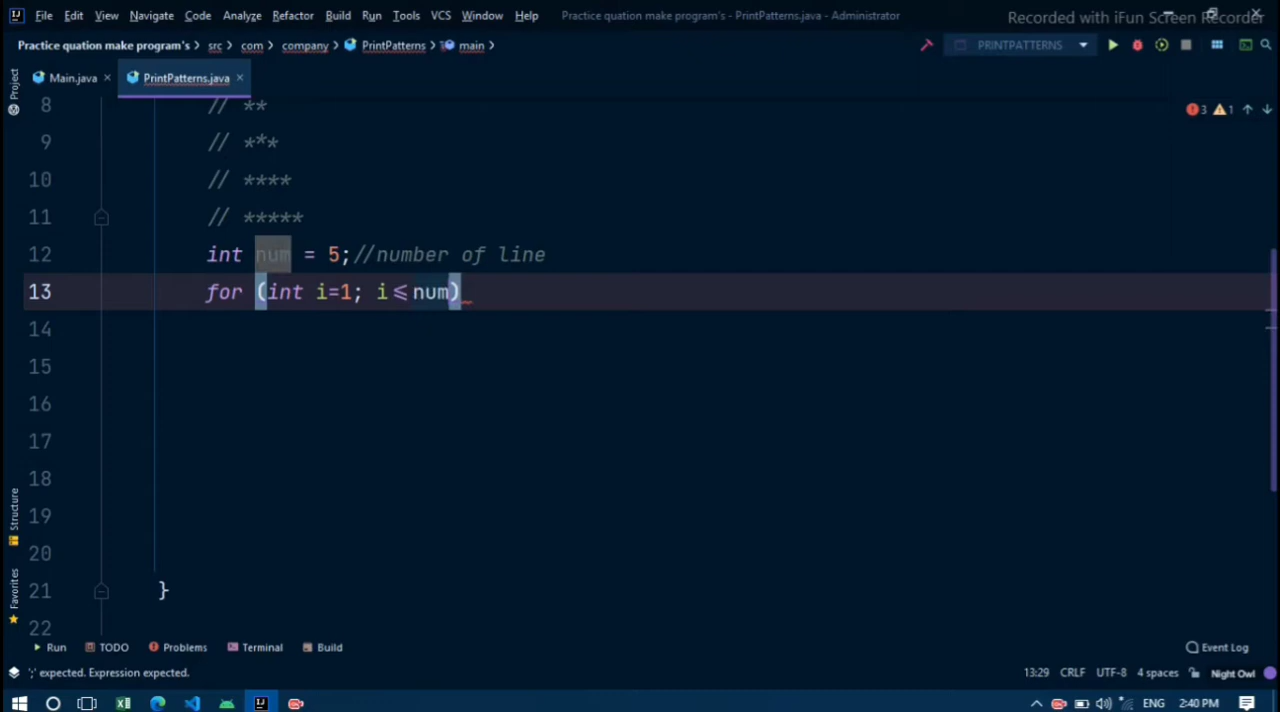 File Edit View Navigate Code Analyze Refactor Build Run Tools VCS Window Help Practice quation make program's - PrintPatterns.java - Administrator
Recorded with iFun Screen Recorder
Practice quation make program's src com company PrintPatterns main PRINTPATTERNS
Project
Main.java PrintPatterns.java
8 // **
3 1
9 // ***
10 // ****
11 // *****
12 int num = 5;//number of line
13 for (int i=1; i<=num)
14
15
16
17
18
19
20
21 }
22
Structure
Favorites
Run TODO Problems Terminal Build Event Log
';' expected. Expression expected. 13:29 CRLF UTF-8 4 spaces Night Owl
ENG 2:40 PM